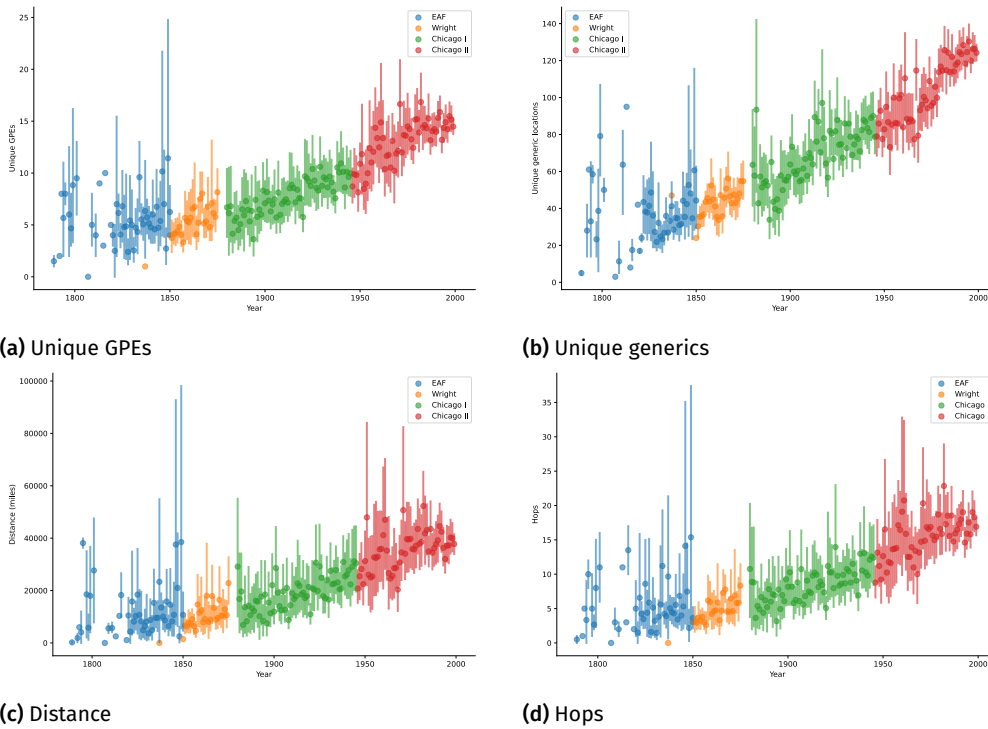 25
20
15
10
5
0
Unique GPEs
EAF
Wright
Chicago I
Chicago II
1800 1850 1900 1950 2000
Year
(a) Unique GPEs
140
120
100
80
60
40
20
0
Unique generic locations
EAF
Wright
Chicago I
Chicago II
1800 1850 1900 1950 2000
Year
(b) Unique generics
100000
80000
60000
40000
20000
0
Distance (miles)
EAF
Wright
Chicago I
Chicago II
1800 1850 1900 1950 2000
Year
(c) Distance
35
30
25
20
15
10
5
0
Hops
EAF
Wright
Chicago
Chicago II
1800 1850 1900 1950 2000
Year
(d) Hops